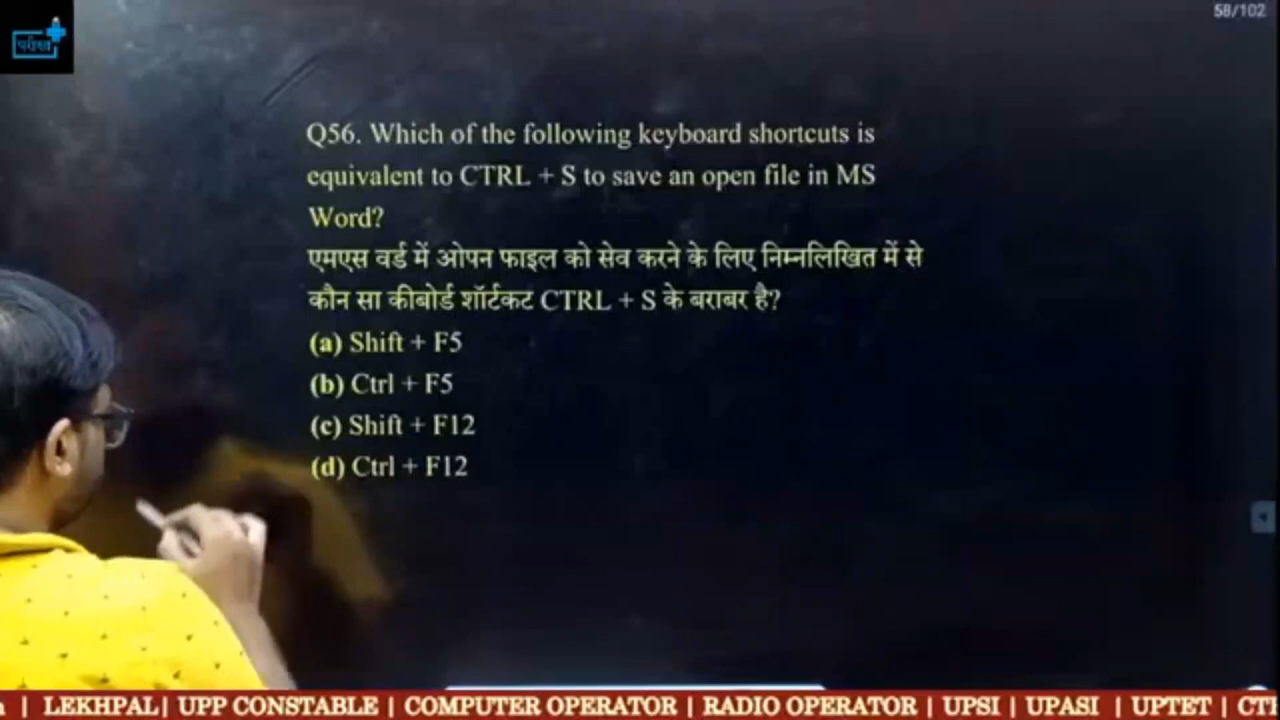 58/102
परीक्षा
Q56. Which of the following keyboard shortcuts is
equivalent to CTRL + S to save an open file in MS
Word?
एमएस वर्ड में ओपन फाइल को सेव करने के लिए निम्नलिखित में से
कौन सा कीबोर्ड शॉर्टकट CTRL + S के बराबर है?
(a) Shift + F5
(b) Ctrl + F5
(c) Shift + F12
(d) Ctrl + F12
| LEKHPAL| UPP CONSTABLE | COMPUTER OPERATOR | RADIO OPERATOR | UPSI | UPASI | UPTET |